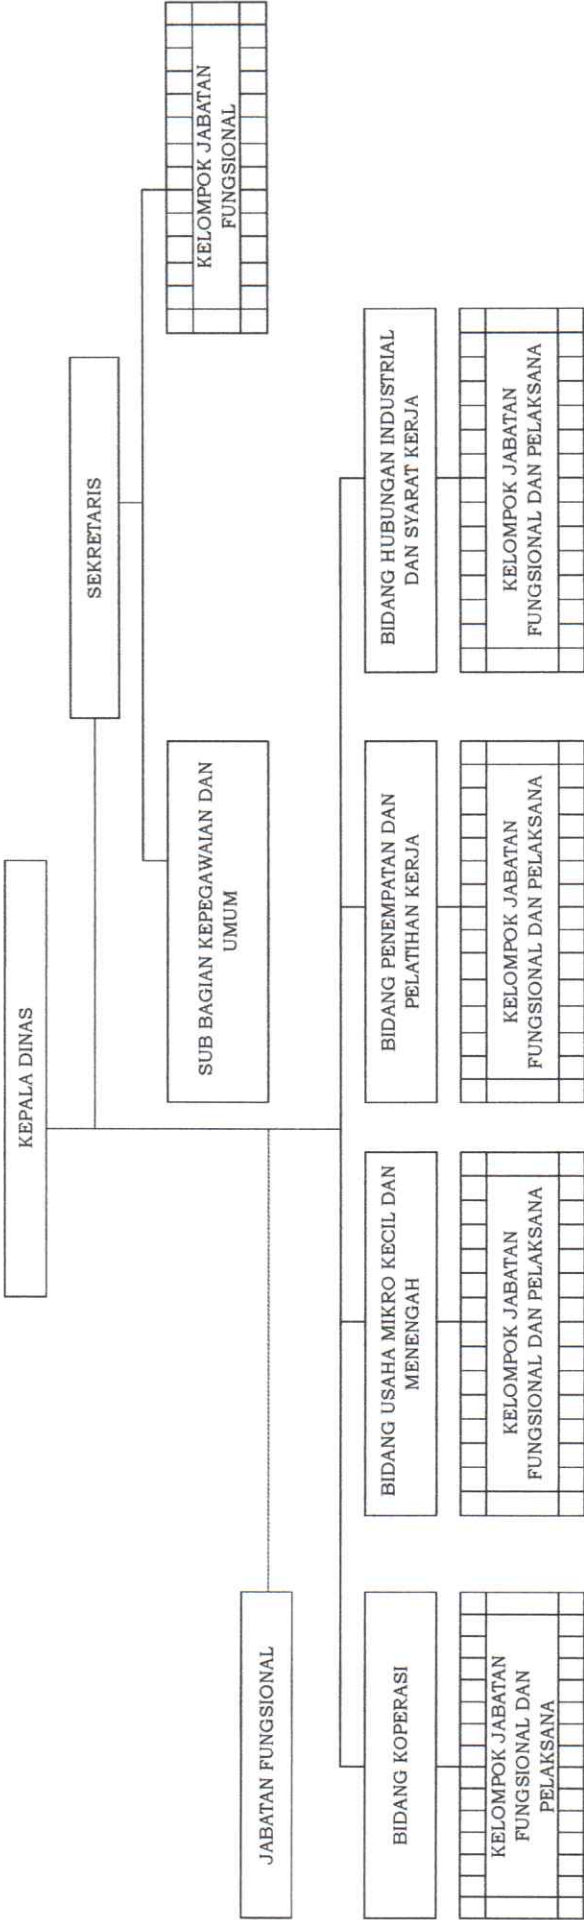 KEPALA DINAS
SEKRETARIS
SUB BAGIAN KEPEGAWAIAN DAN
UMUM
KELOMPOK JABATAN
FUNGSIONAL
JABATAN FUNGSIONAL
BIDANG KOPERASI
BIDANG USAHA MIKRO KECIL DAN
MENENGAH
BIDANG PENEMPATAN DAN
PELATIHAN KERJA
BIDANG HUBUNGAN INDUSTRIAL
DAN SYARAT KERJA
KELOMPOK JABATAN
FUNGSIONAL DAN
PELAKSANA
KELOMPOK JABATAN
FUNGSIONAL DAN PELAKSANA
KELOMPOK JABATAN
FUNGSIONAL DAN PELAKSANA
KELOMPOK JABATAN
FUNGSIONAL DAN PELAKSANA